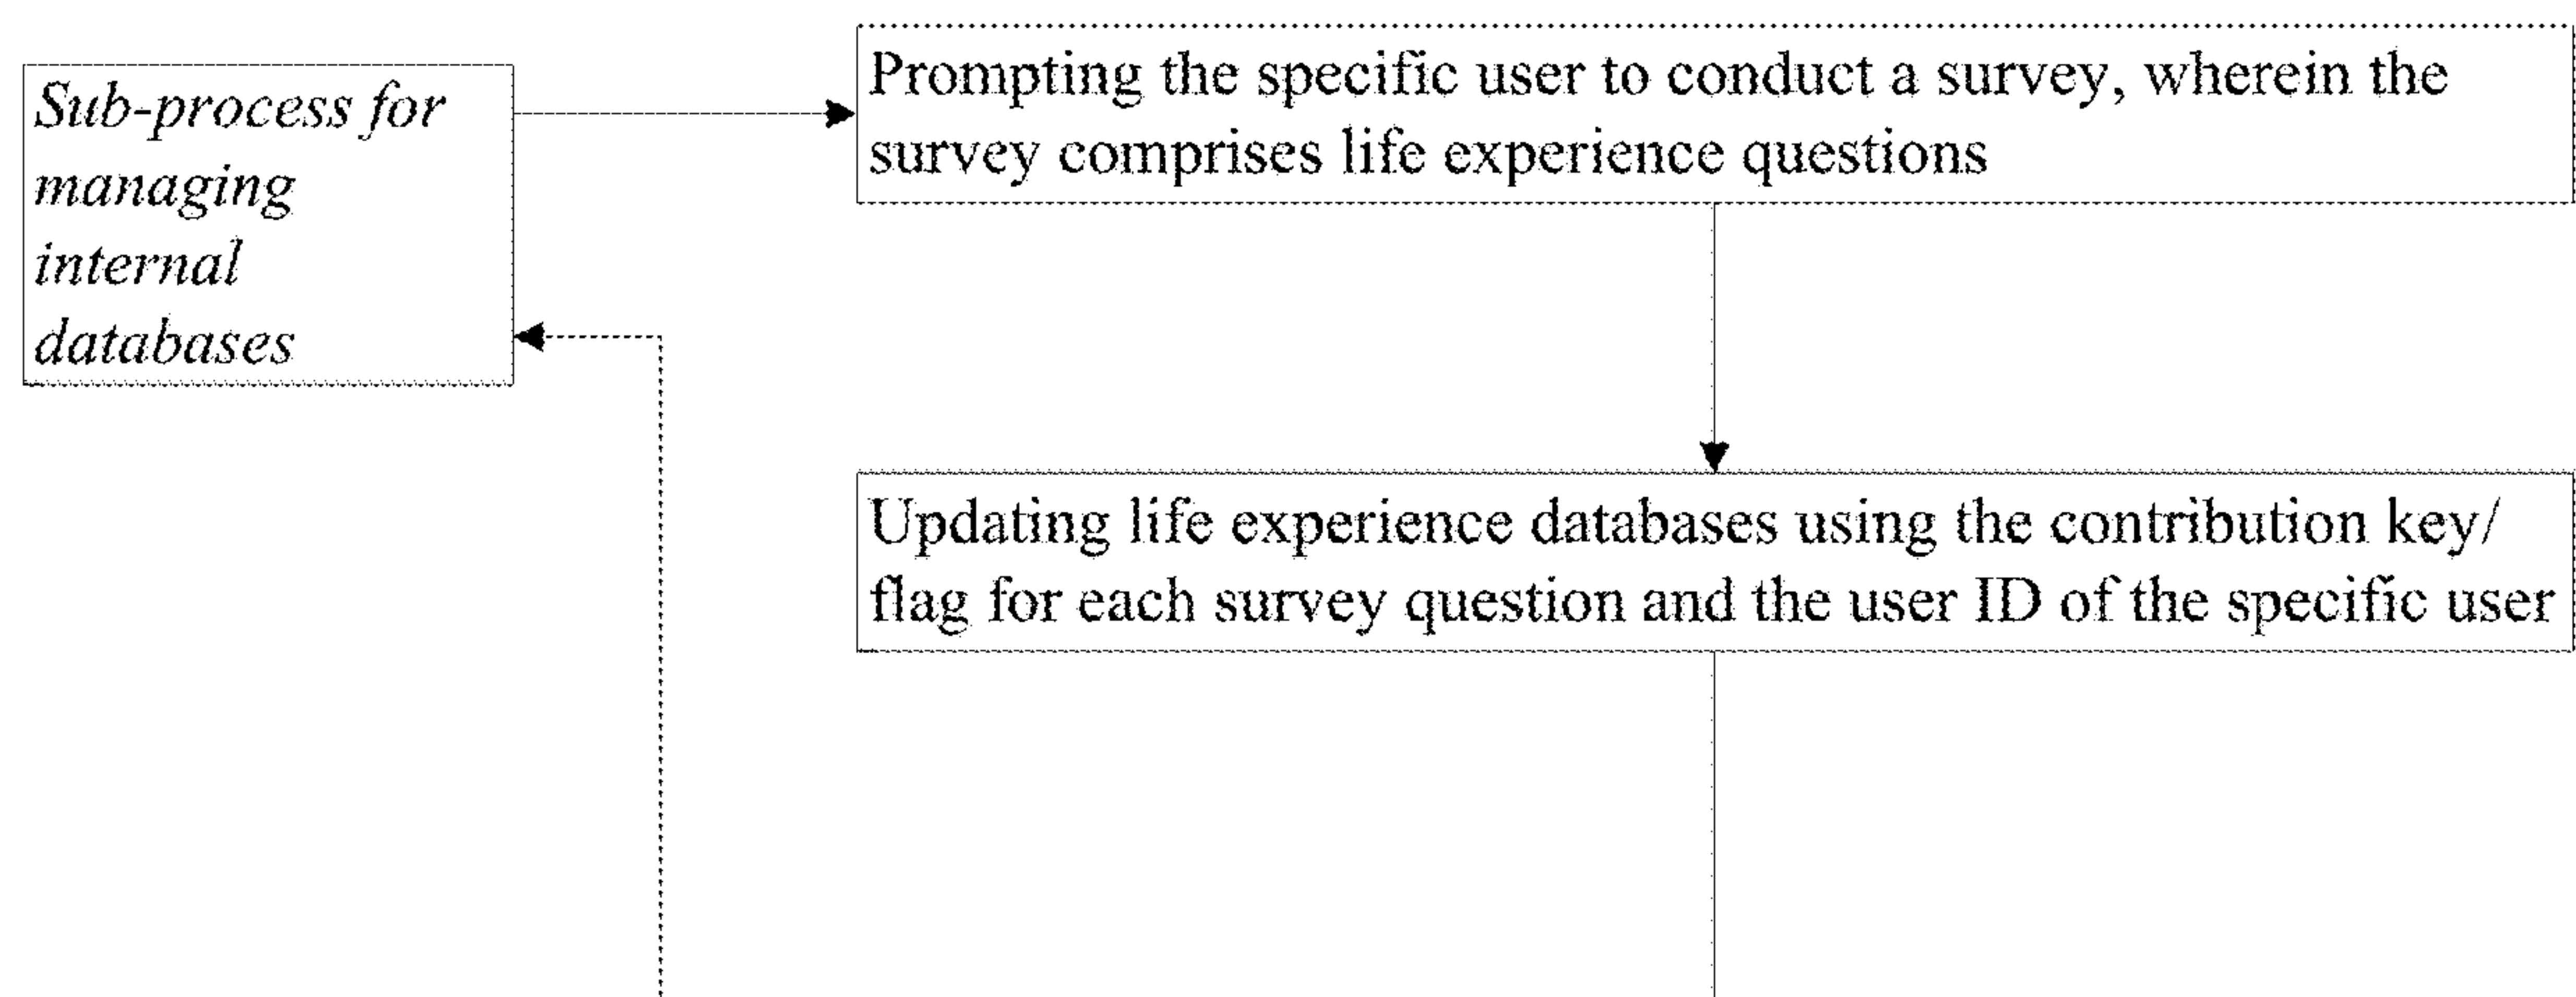 Sub-process for
managing
internal
databases
Prompting the specific user to conduct a survey, wherein the
survey comprises life experience questions
Updating life experience databases using the contribution key/
flag for each survey question and the user ID of the specific user